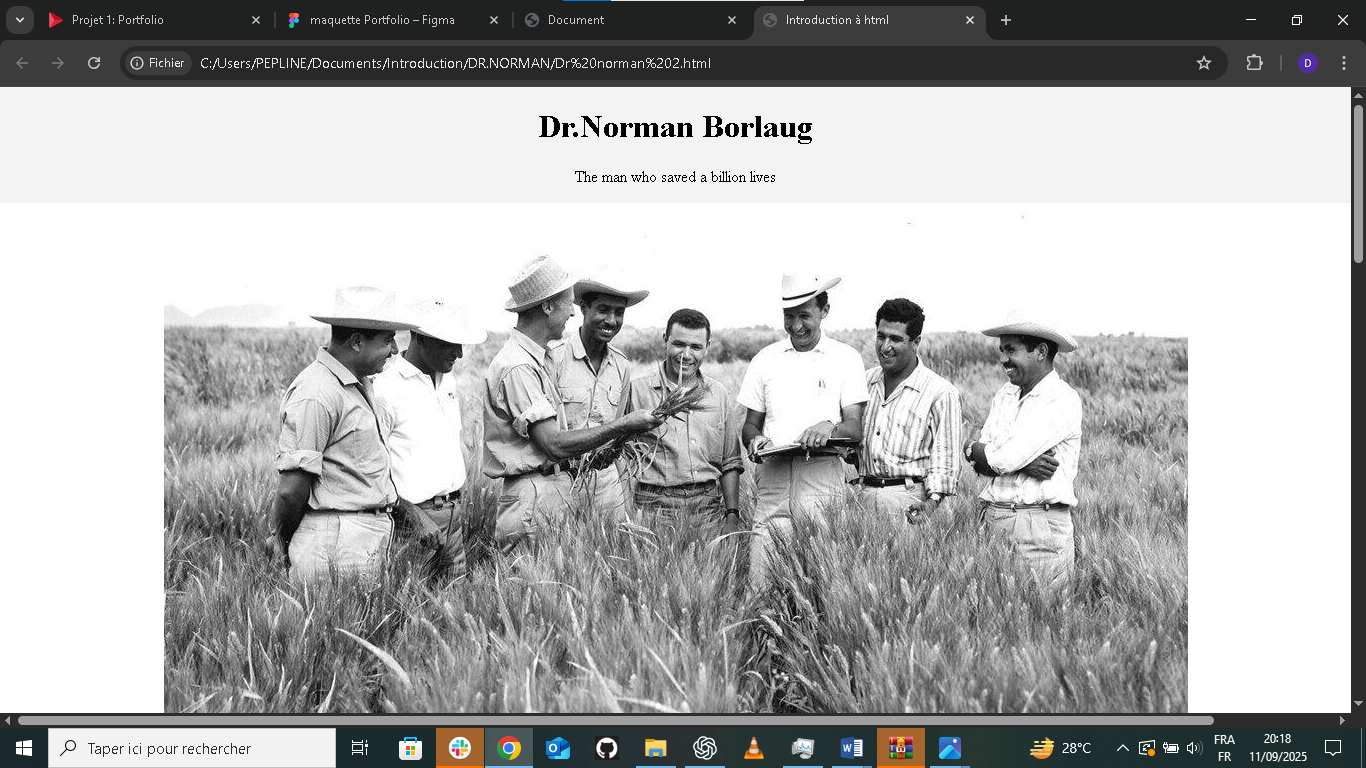 Projet 1: Portfolio
maquette Portfolio – Figma
Document
Introduction à html
Fichier
C:/Users/PEPLINE/Documents/Introduction/DR.NORMAN/Dr%20norman%202.html
D
Dr.Norman Borlaug
The man who saved a billion lives
Taper ici pour rechercher
28°C
FRA
FR
20:18
11/09/2025